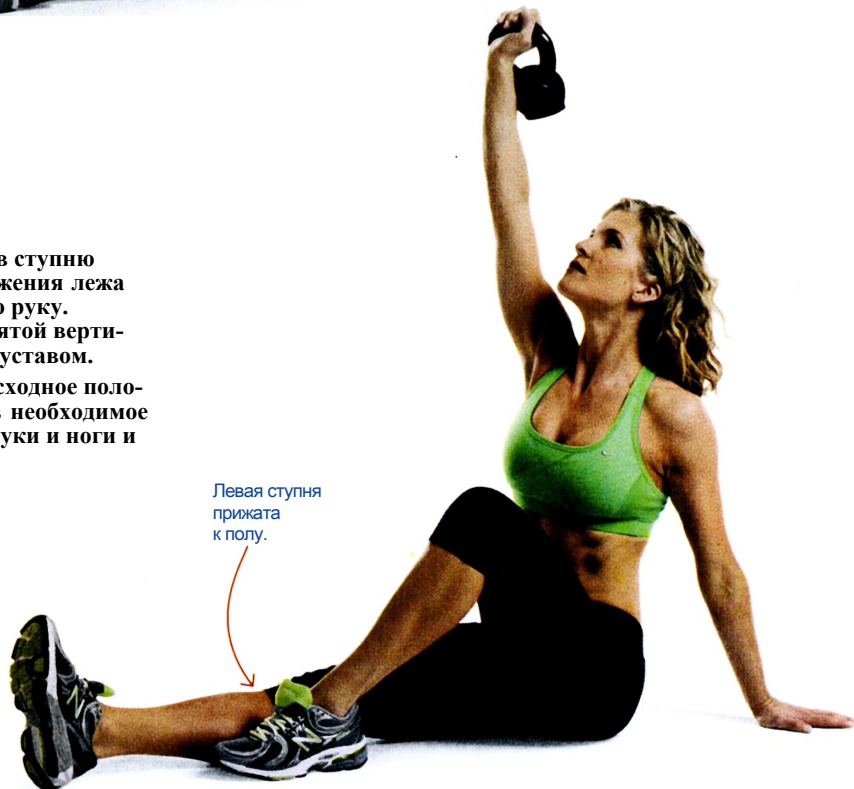 в ступню
жения лежа
о руку.
ятой верти-
уставом.
сходное поло-
в необходимое
уки и ноги и
Левая ступня
прижата
к полу.
N
N